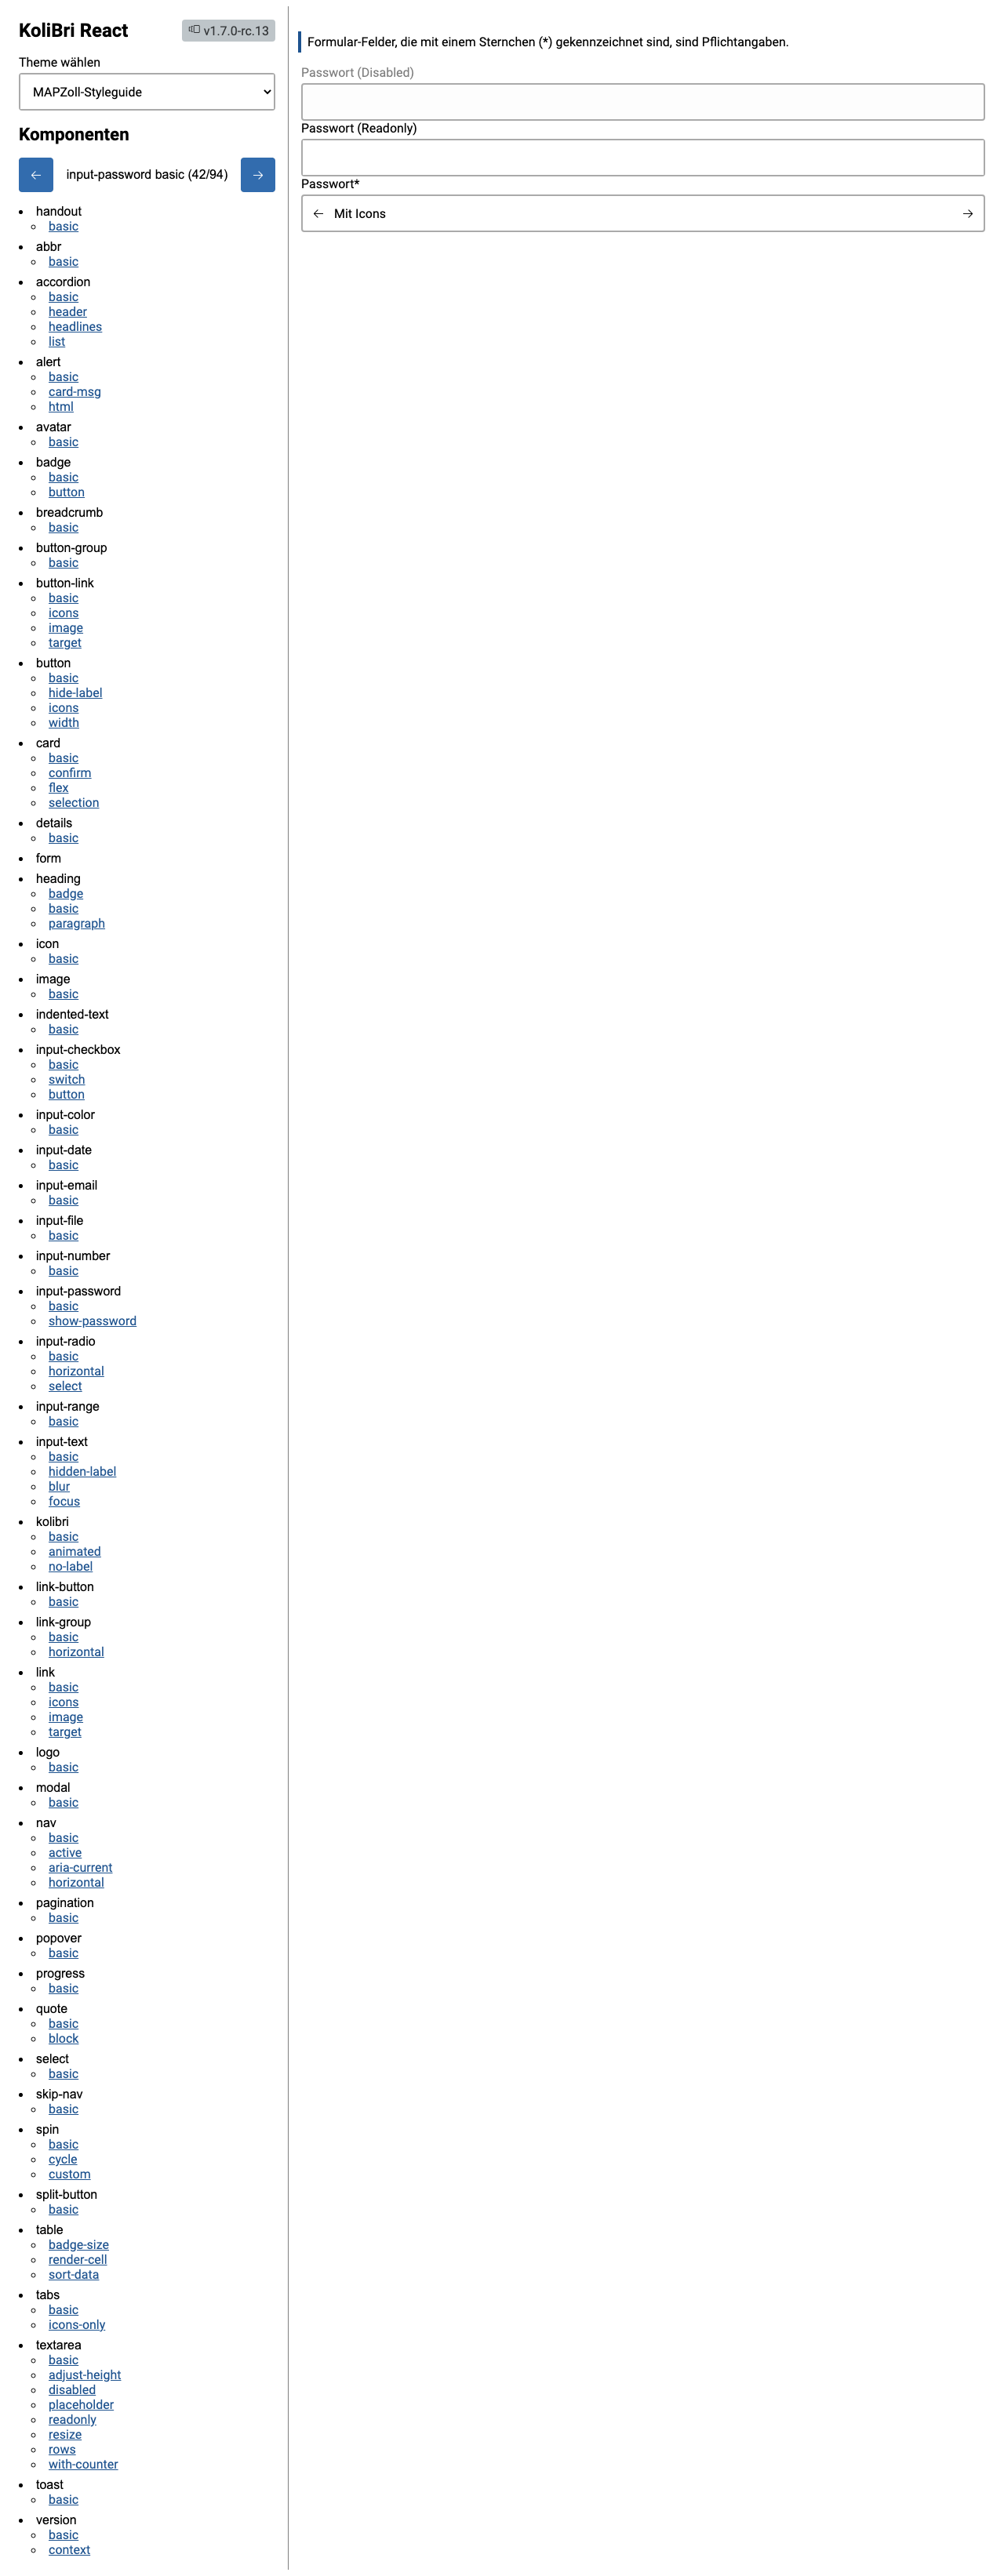 KoliBri React
v1.7.0-rc.13
Theme wählen
MAPZoll-Styleguide
Komponenten
← input-password basic (42/94) →
handout
basic
abbr
basic
accordion
basic
header
headlines
list
alert
basic
card-msg
html
avatar
basic
badge
basic
button
breadcrumb
basic
button-group
basic
button-link
basic
icons
image
target
button
basic
hide-label
icons
width
card
basic
confirm
flex
selection
details
basic
form
heading
badge
basic
paragraph
icon
basic
image
basic
indented-text
basic
input-checkbox
basic
switch
button
input-color
basic
input-date
basic
input-email
basic
input-file
basic
input-number
basic
input-password
basic
show-password
input-radio
basic
horizontal
select
input-range
basic
input-text
basic
hidden-label
blur
focus
kolibri
basic
animated
no-label
link-button
basic
link-group
basic
horizontal
link
basic
icons
image
target
logo
basic
modal
basic
nav
basic
active
aria-current
horizontal
pagination
basic
popover
basic
progress
basic
quote
basic
block
select
basic
skip-nav
basic
spin
basic
cycle
custom
split-button
basic
table
badge-size
render-cell
sort-data
tabs
basic
icons-only
textarea
basic
adjust-height
disabled
placeholder
readonly
resize
rows
with-counter
toast
basic
version
basic
context
Formular-Felder, die mit einem Sternchen (*) gekennzeichnet sind, sind Pflichtangaben.
Passwort (Disabled)
Passwort (Readonly)
Passwort*
← Mit Icons →